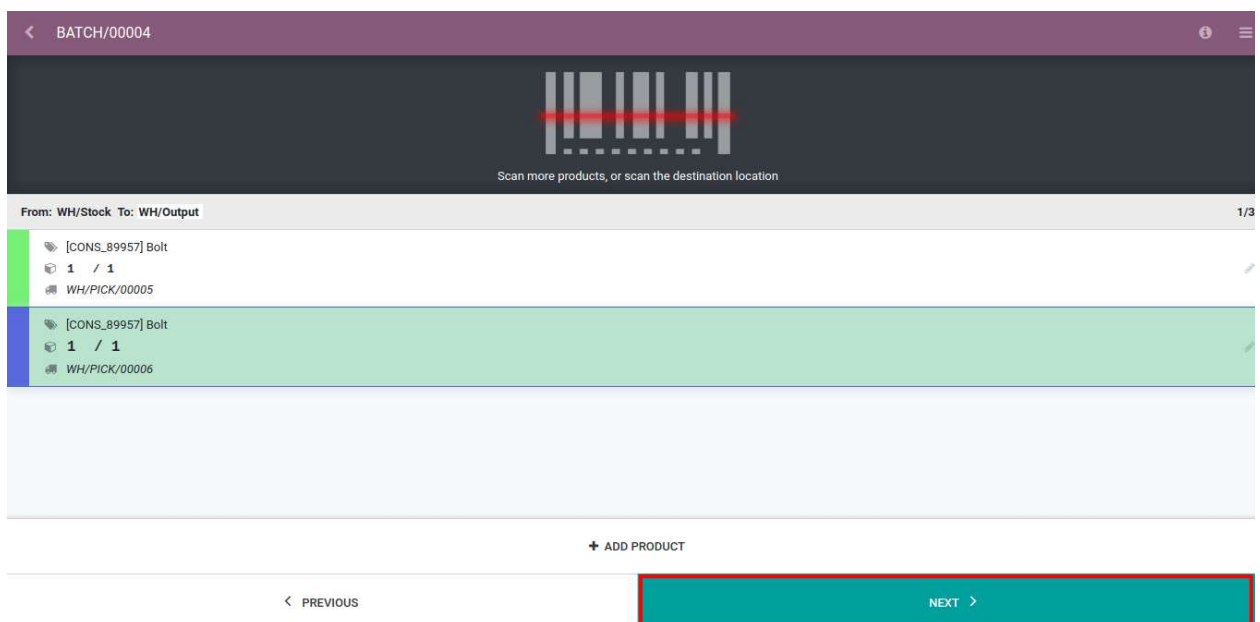 BATCH/00004
Scan more products, or scan the destination location
From: WH/Stock To: WH/Output 1/3
[CONS_89957] Bolt
1 / 1
WH/PICK/00005
[CONS_89957] Bolt
1 / 1
WH/PICK/00006
+ ADD PRODUCT
< PREVIOUS NEXT >